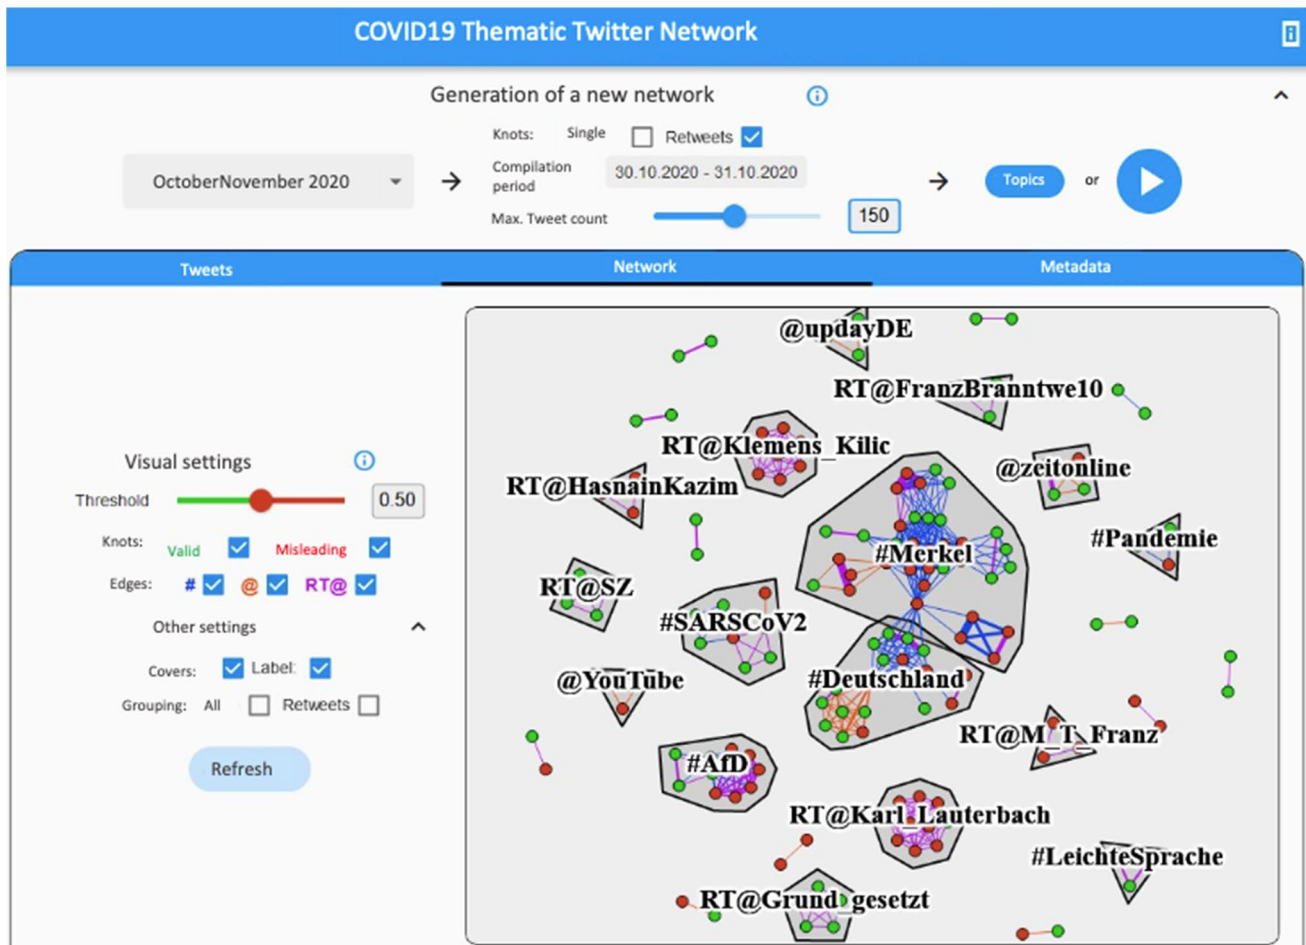 COVID19 Thematic Twitter Network
Generation of a new network
Knots: Single Retweets
OctoberNovember 2020
Compilation period
30.10.2020 - 31.10.2020
Max. Tweet count
150
Topics
or
Tweets
Network
Metadata
Visual settings
Threshold
0.50
Knots: Valid Misleading
Edges: # @ RT@
Other settings
Covers: Label:
Grouping: All Retweets
Refresh
@updayDE
RT@FranzBranntwe10
RT@Klemens_Kilic
@zeitonline
RT@HasnainKazim
#Pandemie
#Merkel
RT@SZ
#SARSCoV2
@YouTube
#Deutschland
RT@M_T_Franz
#AfD
RT@Karl_Lauterbach
#LeichteSprache
RT@Grund_gesetzt